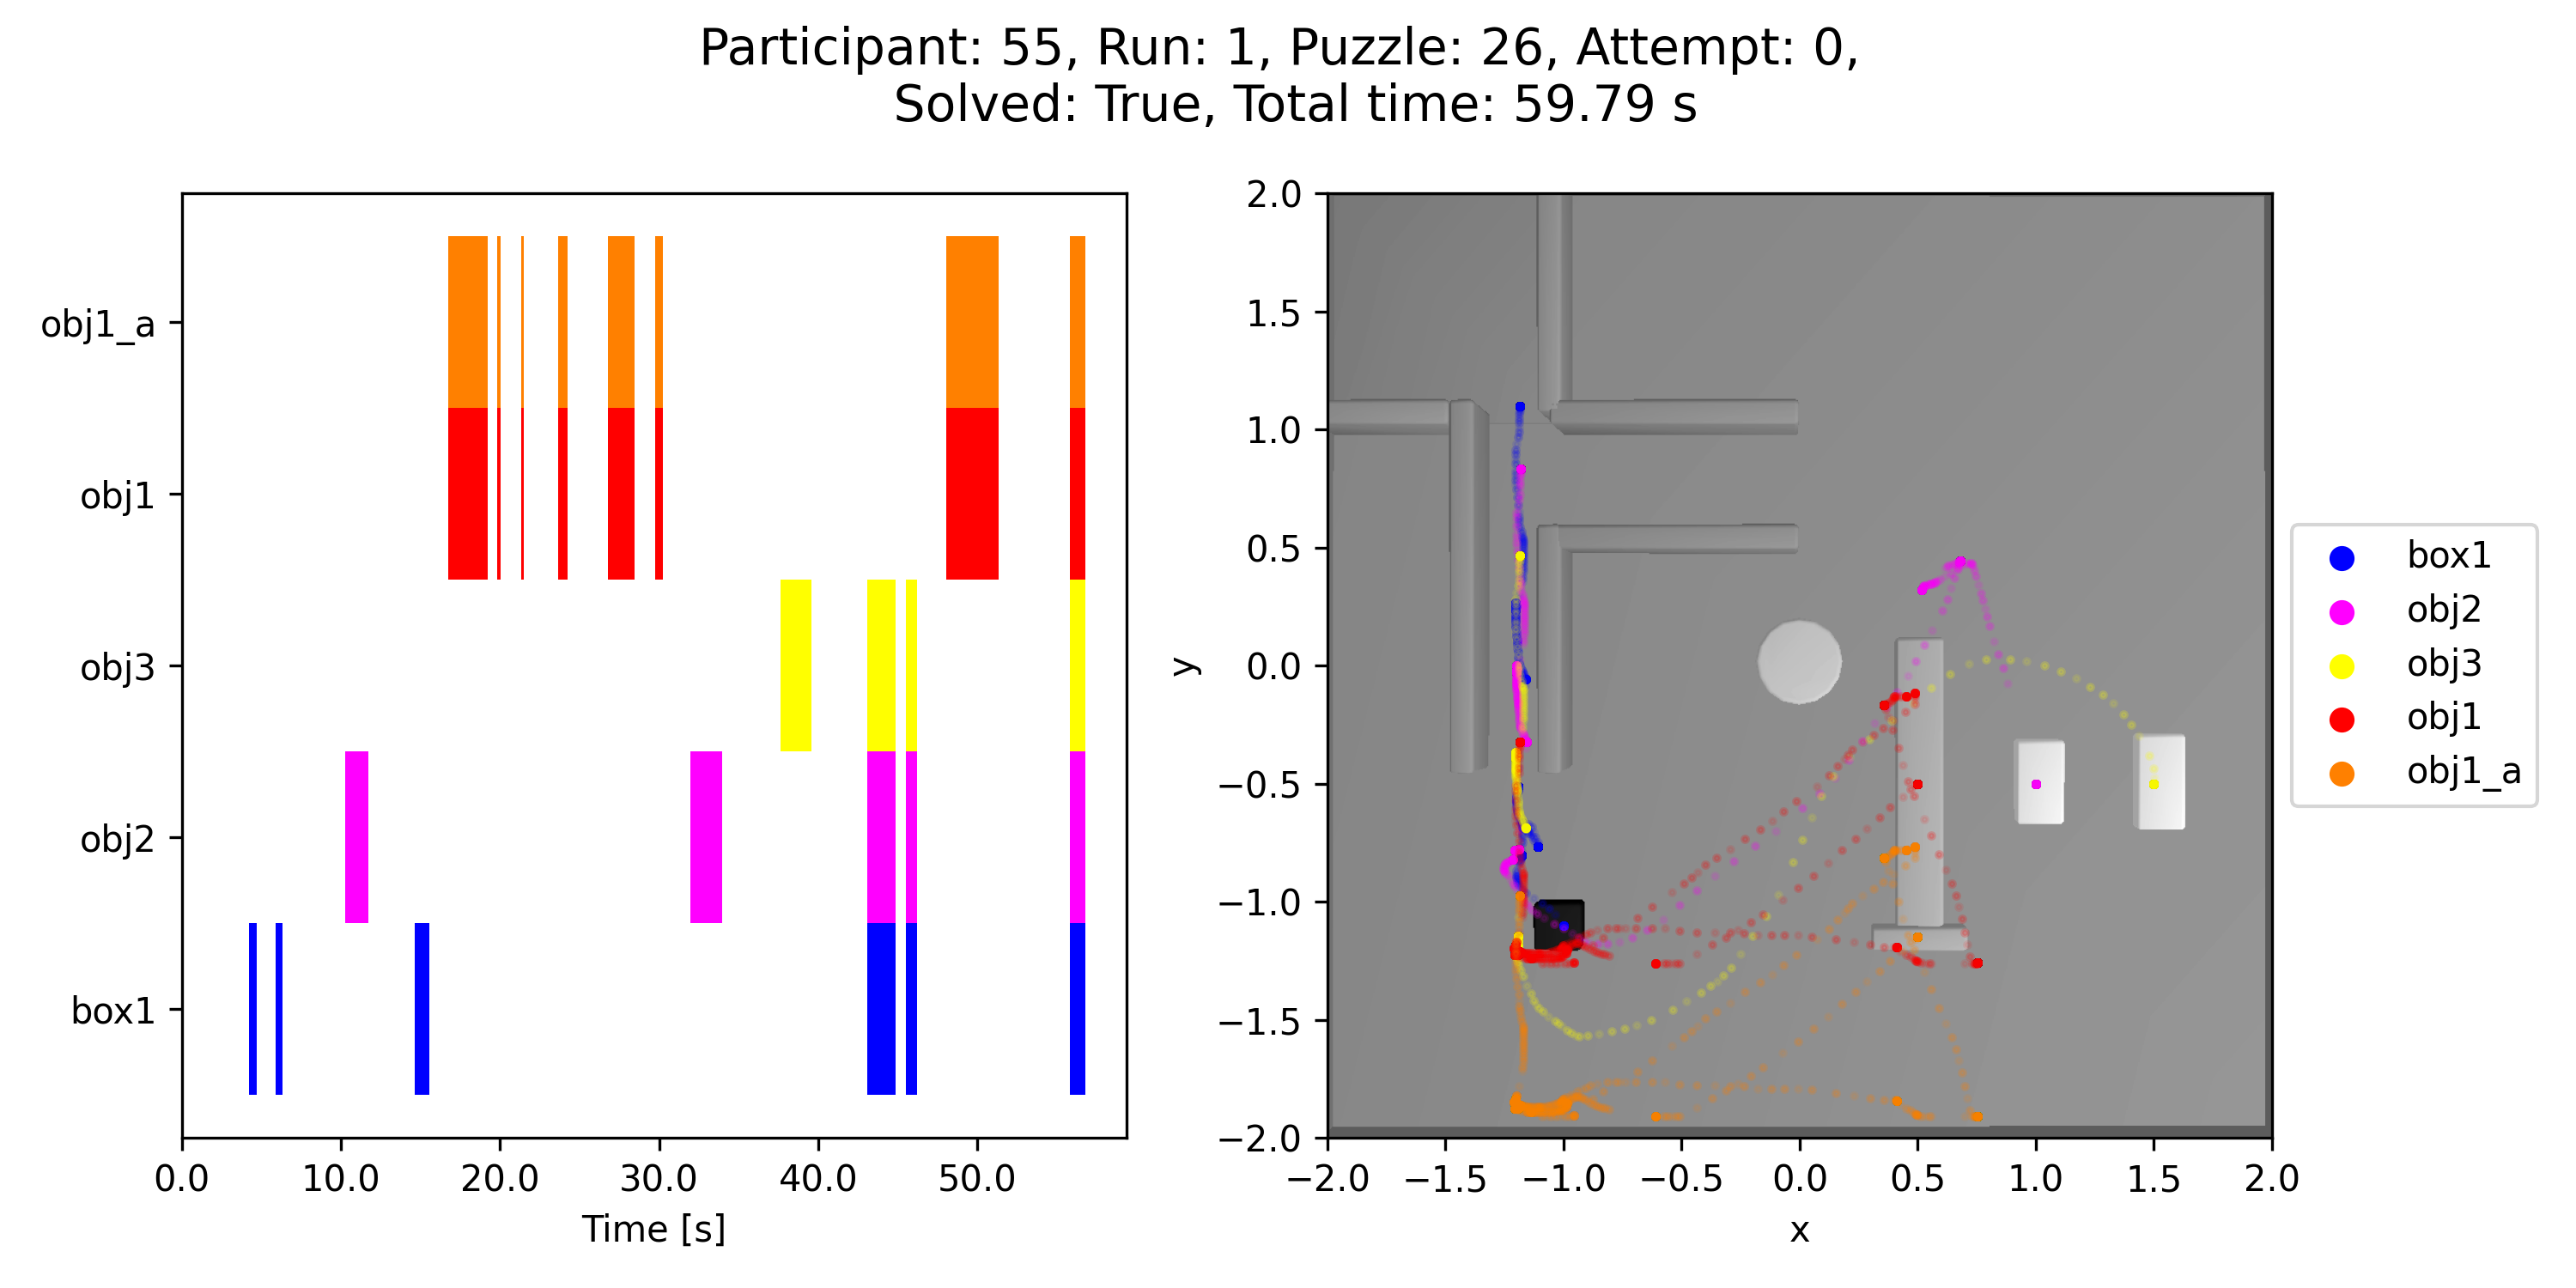 Participant: 55, Run: 1, Puzzle: 26, Attempt: 0,
Solved: True, Total time: 59.79 s
obj1_a
obj1
obj3
obj2
box1
0.0 10.0 20.0 30.0 40.0 50.0
Time [s]
2.0
1.5
1.0
0.5
0.0
−0.5
−1.0
−1.5
−2.0
y
−2.0 −1.5 −1.0 −0.5 0.0 0.5 1.0 1.5 2.0
x
box1
obj2
obj3
obj1
obj1_a